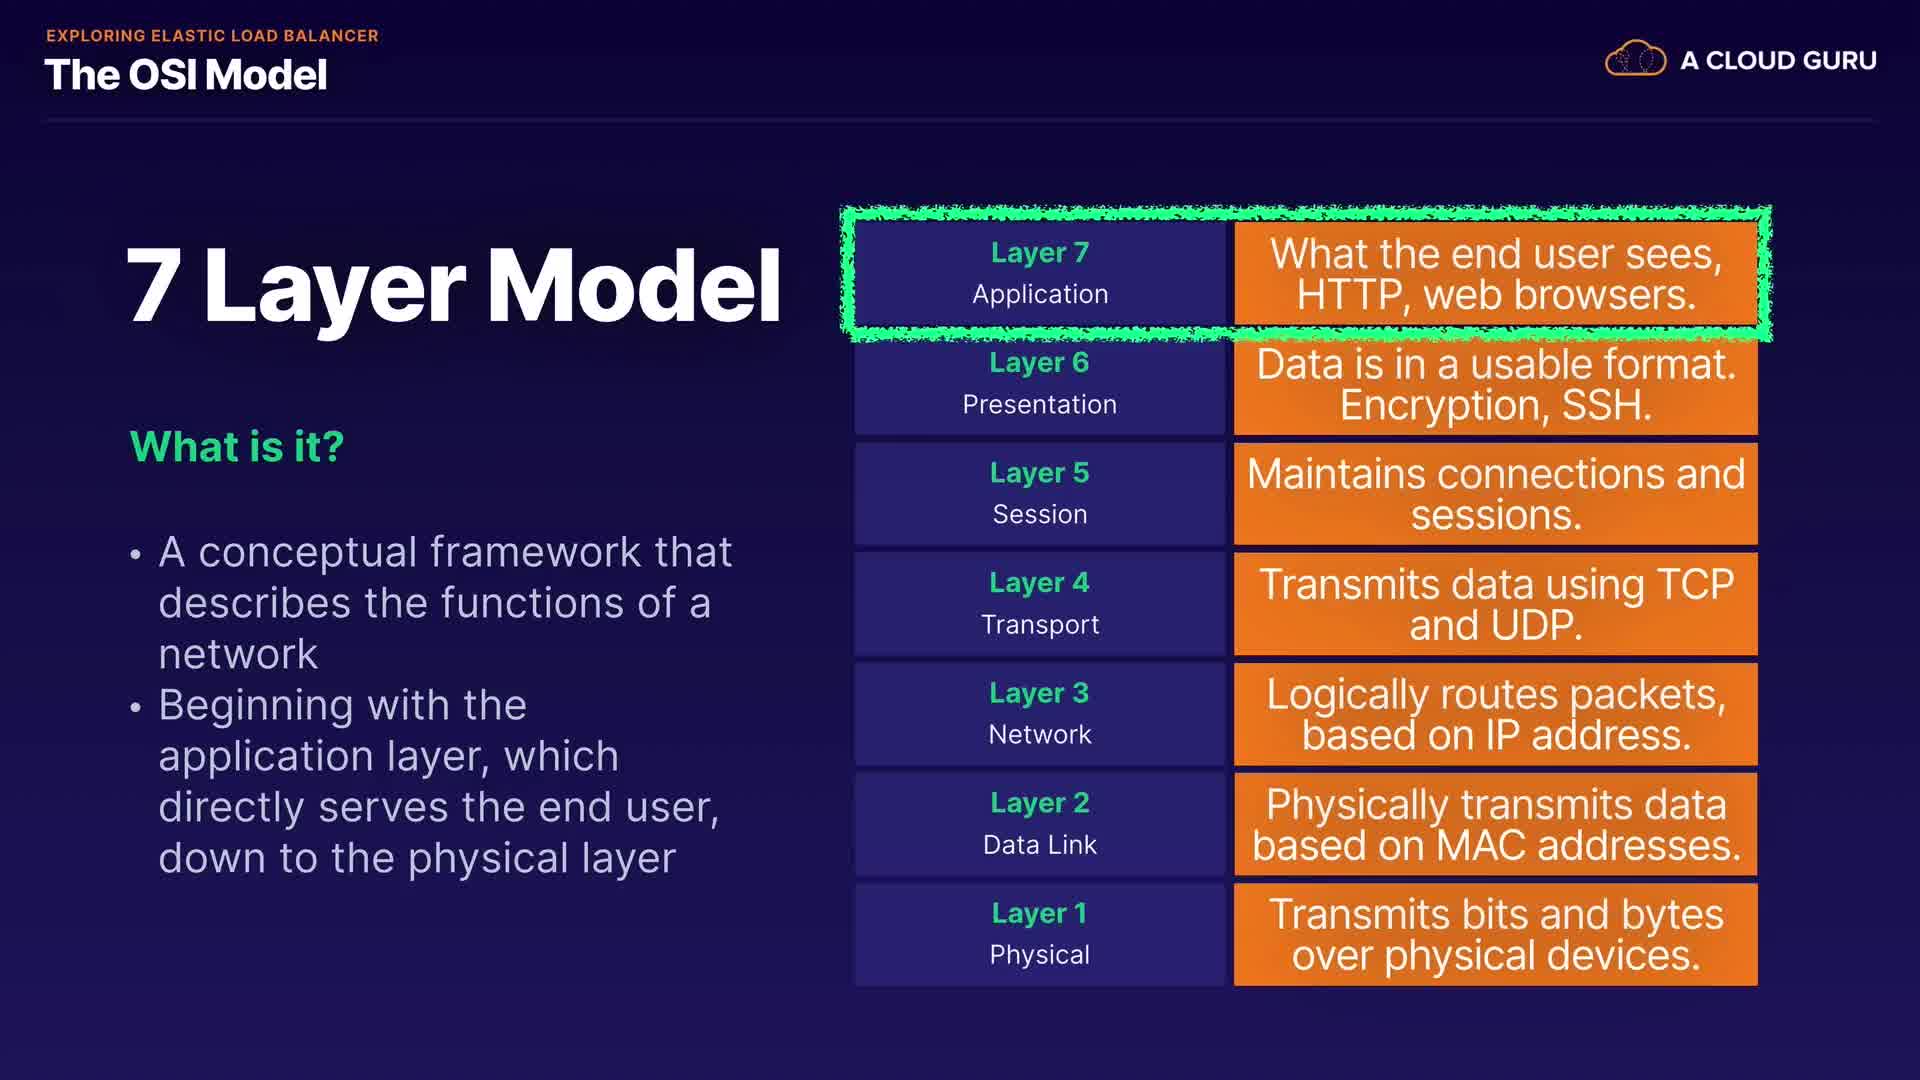 EXPLORING ELASTIC LOAD BALANCER
The OSI Model
A CLOUD GURU
7 Layer Model
What is it?
• A conceptual framework that
describes the functions of a
network
• Beginning with the
application layer, which
directly serves the end user,
down to the physical layer
Layer 7
Application
What the end user sees,
HTTP, web browsers.
Layer 6
Presentation
Data is in a usable format.
Encryption, SSH.
Layer 5
Session
Maintains connections and
sessions.
Layer 4
Transport
Transmits data using TCP
and UDP.
Layer 3
Network
Logically routes packets,
based on IP address.
Layer 2
Data Link
Physically transmits data
based on MAC addresses.
Layer 1
Physical
Transmits bits and bytes
over physical devices.